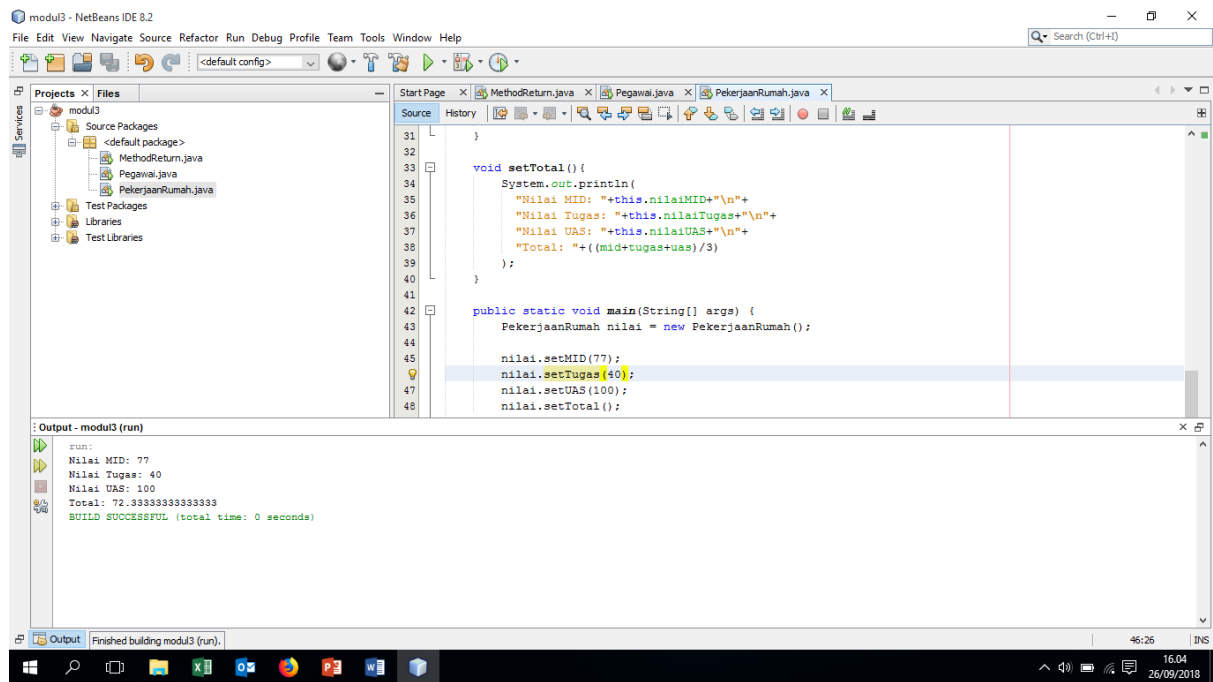 modul3 - NetBeans IDE 8.2
File Edit View Navigate Source Refactor Run Debug Profile Team Tools Window Help
Search (Ctrl+I)
<default config>
Projects Files
Services
modul3
Source Packages
<default package>
MethodReturn.java
Pegawai.java
PekerjaanRumah.java
Test Packages
Libraries
Test Libraries
Start Page MethodReturn.java Pegawai.java PekerjaanRumah.java
Source History
31 }
32
33 void setTotal(){
34 System.out.println(
35 "Nilai MID: "+this.nilaiMID+"\n"+
36 "Nilai Tugas: "+this.nilaiTugas+"\n"+
37 "Nilai UAS: "+this.nilaiUAS+"\n"+
38 "Total: "+((mid+tugas+uas)/3)
39 );
40 }
41
42 public static void main(String[] args) {
43 PekerjaanRumah nilai = new PekerjaanRumah();
44
45 nilai.setMID(77);
nilai.setTugas(40);
47 nilai.setUAS(100);
48 nilai.setTotal();
Output - modul3 (run)
run:
Nilai MID: 77
Nilai Tugas: 40
Nilai UAS: 100
Total: 72.33333333333333
BUILD SUCCESSFUL (total time: 0 seconds)
Output Finished building modul3 (run).
46:26 INS
16.04
26/09/2018